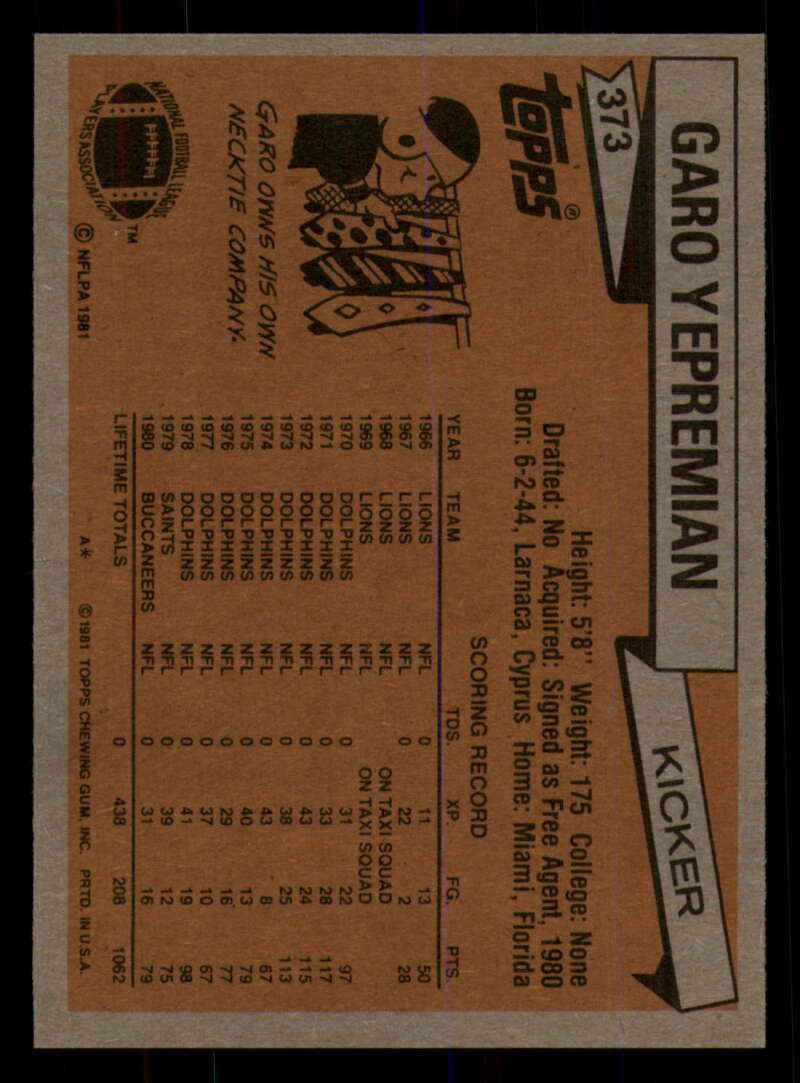 GARO YEPREMIAN
KICKER
373
TOPPS®
Height: 5'8" Weight: 175 College: None
Drafted: No Acquired: Signed as Free Agent, 1980
Born: 6-2-44, Larnaca, Cyprus Home: Miami, Florida
GARO OWNS HIS OWN
NECKTIE COMPANY.
SCORING RECORD
YEAR TEAM TDS. XP. FG. PTS.
1966 LIONS NFL 0 11 13 50
1967 LIONS NFL 0 22 2 28
1968 LIONS NFL ON TAXI SQUAD
1969 LIONS NFL ON TAXI SQUAD
1970 DOLPHINS NFL 0 31 22 97
1971 DOLPHINS NFL 0 33 28 117
1972 DOLPHINS NFL 0 43 24 115
1973 DOLPHINS NFL 0 38 25 113
1974 DOLPHINS NFL 0 43 8 67
1975 DOLPHINS NFL 0 40 13 79
1976 DOLPHINS NFL 0 29 16 77
1977 DOLPHINS NFL 0 37 10 67
1978 DOLPHINS NFL 0 41 19 98
1979 SAINTS NFL 0 39 12 75
1980 BUCCANEERS NFL 0 31 16 79
LIFETIME TOTALS 0 438 208 1062
NATIONAL FOOTBALL LEAGUE
PLAYERS ASSOCIATION
TM
© NFLPA 1981
A* © 1981 TOPPS CHEWING GUM, INC. PRTD. IN U.S.A.